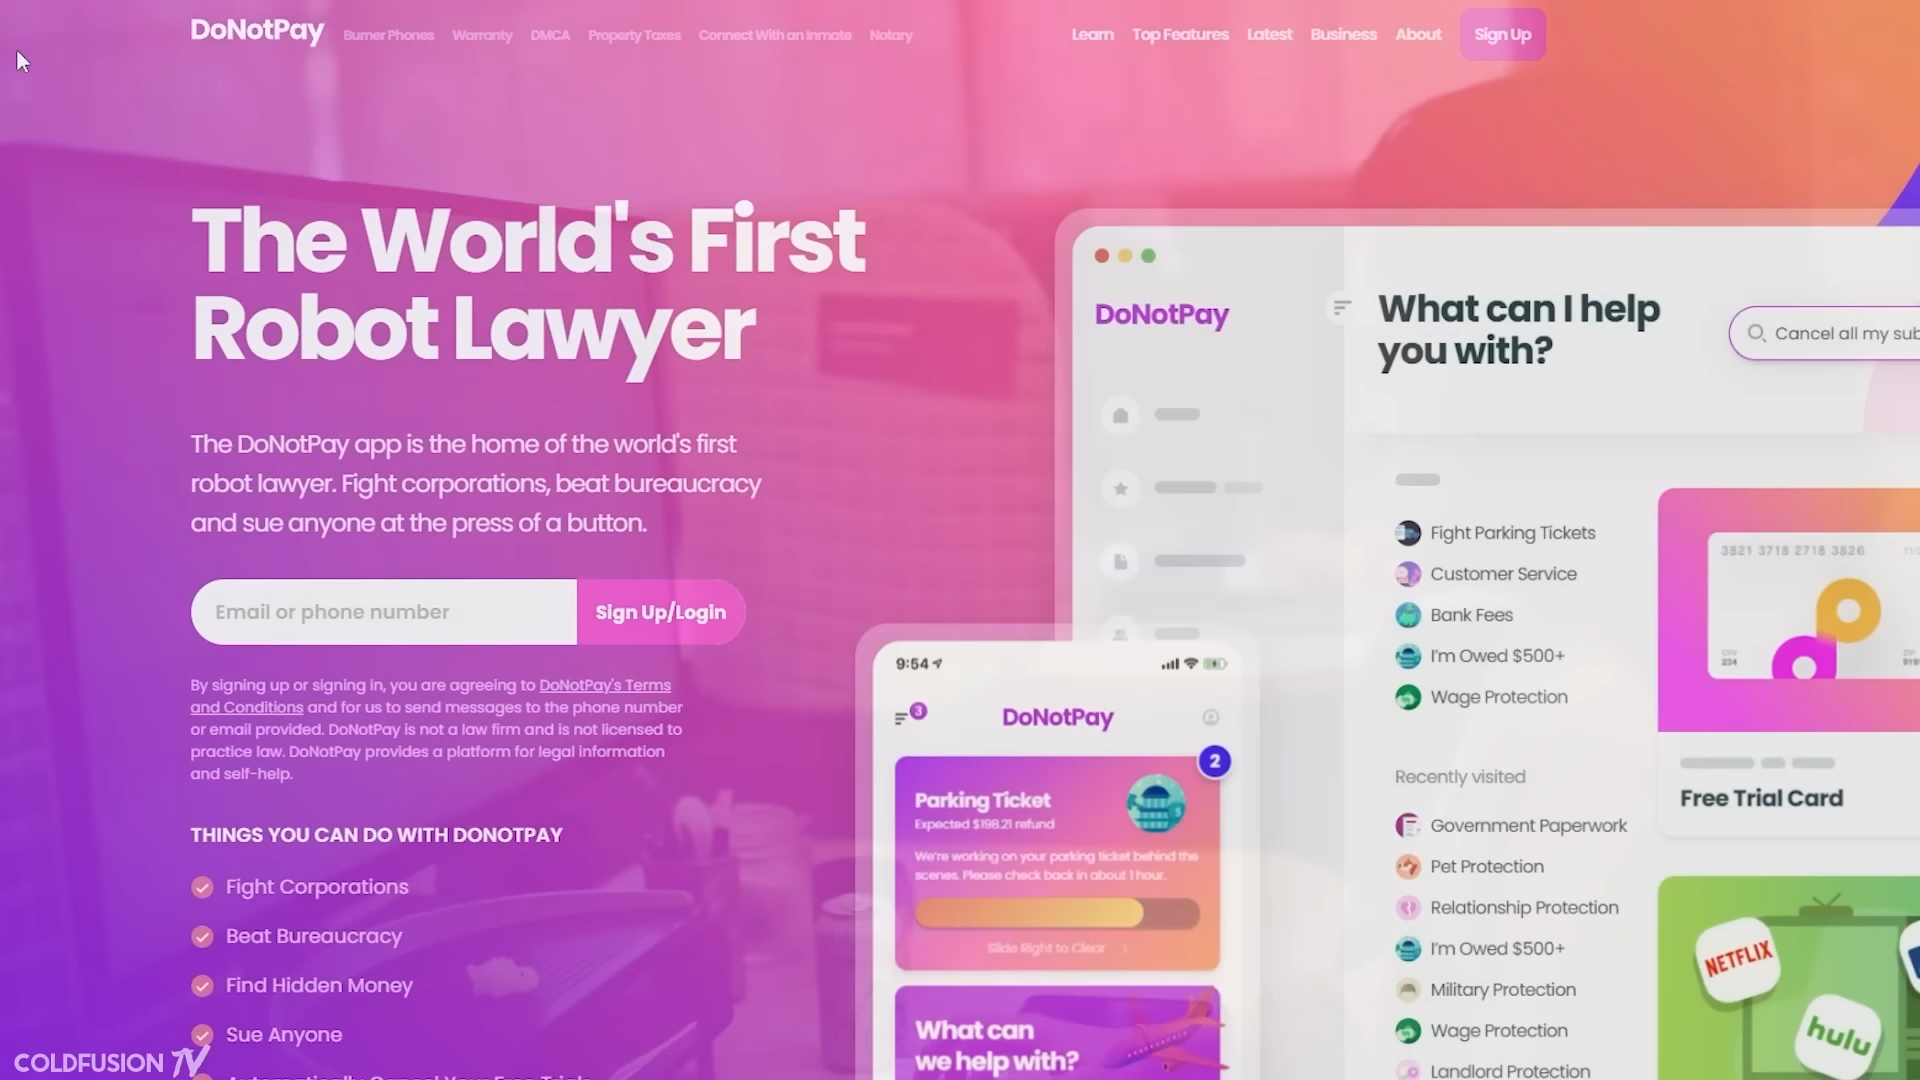 DoNotPay Burner Phones Warranty DMCA Property Taxes Connect With an Inmate Notary
Learn Top Features Latest Business About Sign Up
The World's First
Robot Lawyer
The DoNotPay app is the home of the world's first
robot lawyer. Fight corporations, beat bureaucracy
and sue anyone at the press of a button.
Email or phone number Sign Up/Login
By signing up or signing in, you are agreeing to DoNotPay's Terms
and Conditions and for us to send messages to the phone number
or email provided. DoNotPay is not a law firm and is not licensed to
practice law. DoNotPay provides a platform for legal information
and self-help.
THINGS YOU CAN DO WITH DONOTPAY
Fight Corporations
Beat Bureaucracy
Find Hidden Money
Sue Anyone
Automatically Cancel Your Free Trials
COLDFUSION TV
9:54
3
DoNotPay
2
Parking Ticket
Expected $198.21 refund
We're working on your parking ticket behind the
scenes. Please check back in about 1 hour.
Slide Right to Clear
What can
we help with?
DoNotPay
What can I help
you with?
Cancel all my sub
Fight Parking Tickets
Customer Service
Bank Fees
I'm Owed $500+
Wage Protection
Recently visited
Government Paperwork
Pet Protection
Relationship Protection
I'm Owed $500+
Military Protection
Wage Protection
Landlord Protection
3821 3718 2718 3826
234
Free Trial Card
NETFLIX
hulu